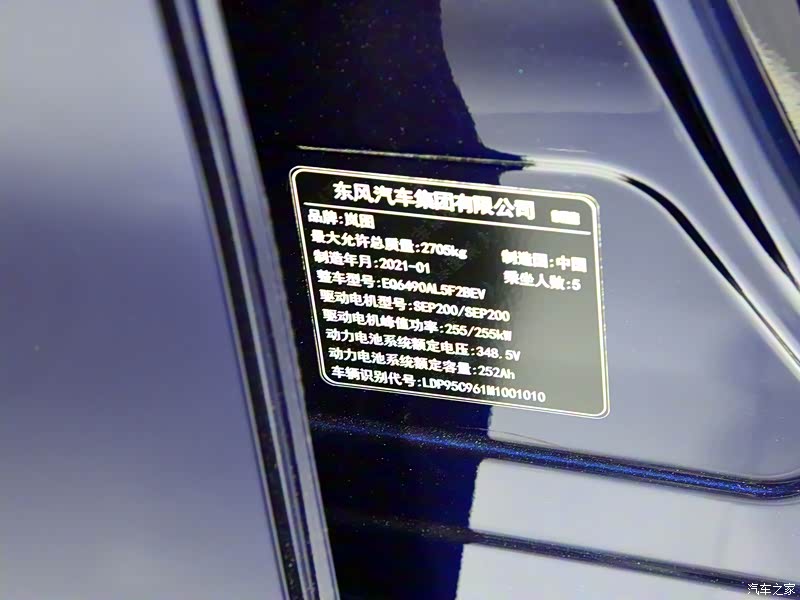 东风汽车集团有限公司
品牌:岚图
最大允许总质量:2705kg 制造国:中国
制造年月:2021-01 乘坐人数:5
整车型号:EQ6490AL5F2BEV
驱动电机型号:SEP200/SEP200
驱动电机峰值功率:255/255kW
动力电池系统额定电压:348.5V
动力电池系统额定容量:252Ah
车辆识别代号:LDP95C961M1001010
汽车之家